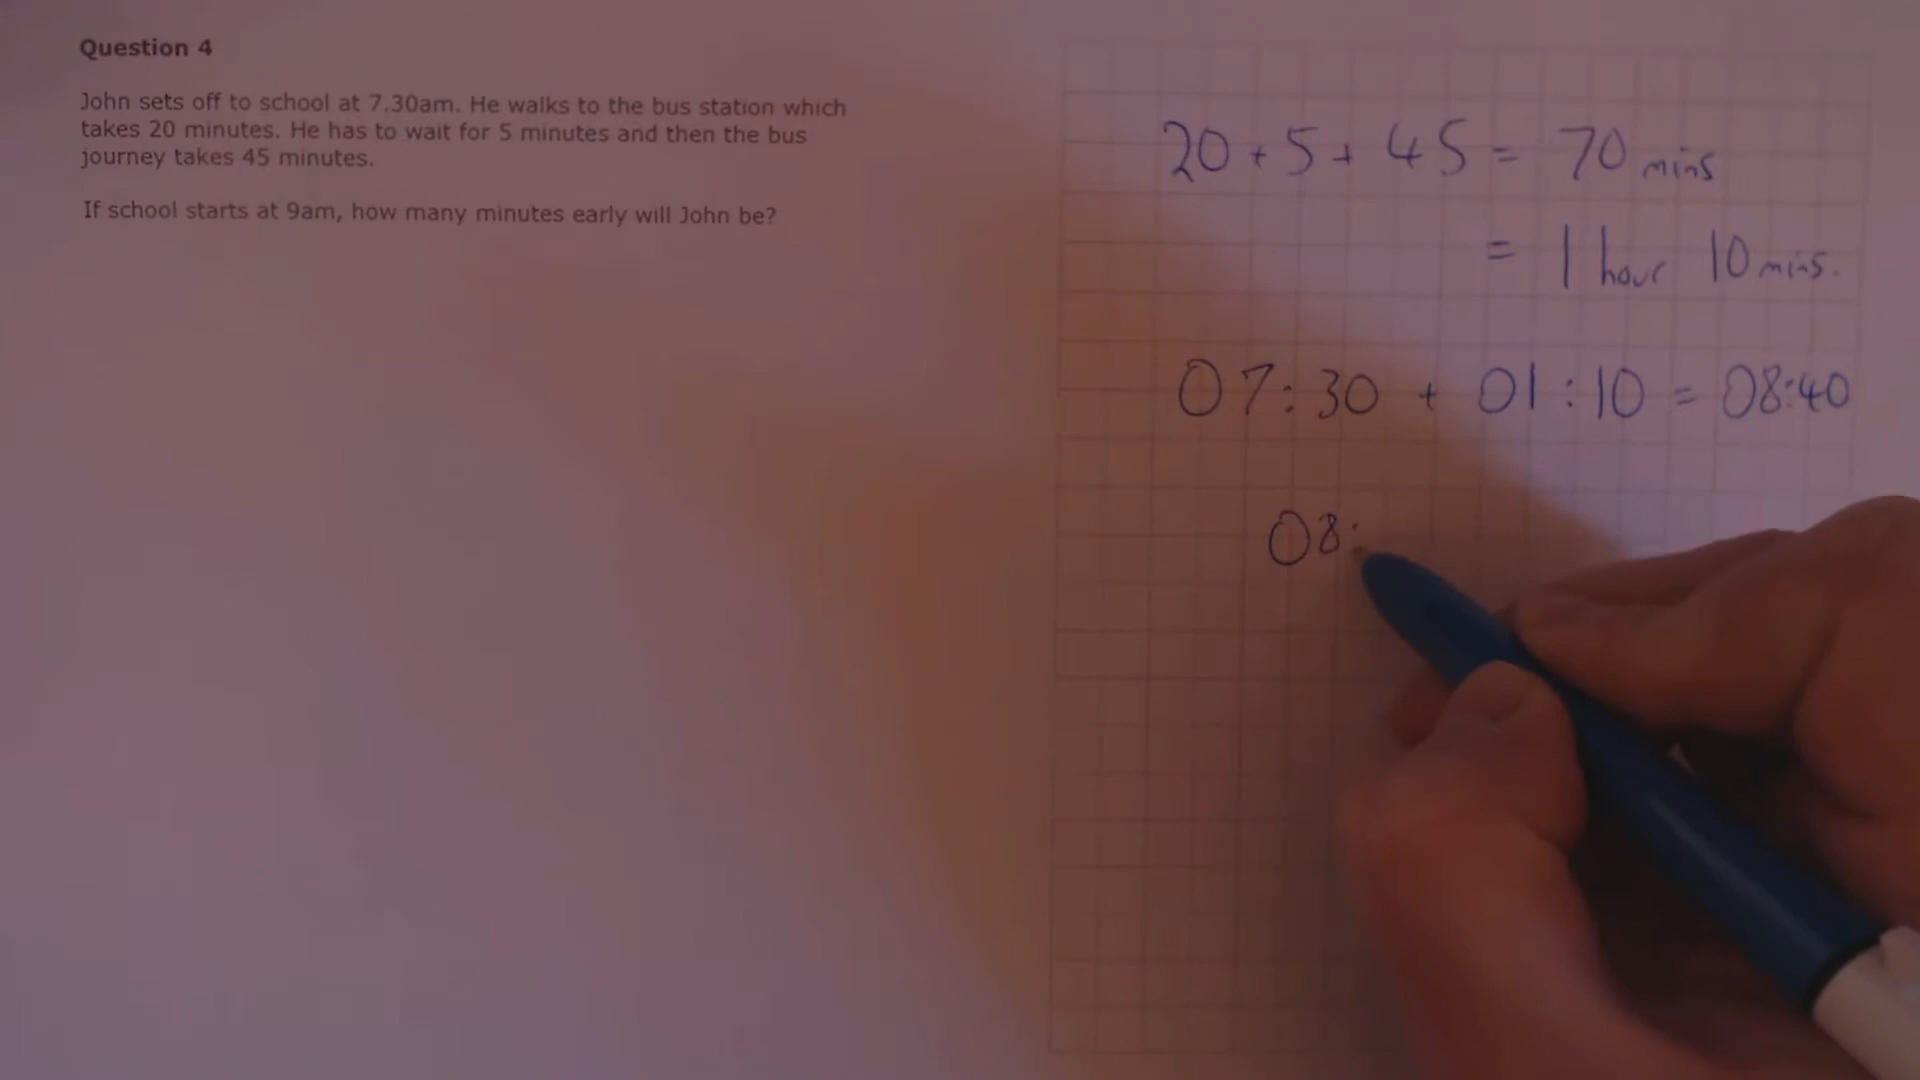 Question 4
John sets off to school at 7.30am. He walks to the bus station which
takes 20 minutes. He has to wait for 5 minutes and then the bus
journey takes 45 minutes.
If school starts at 9am, how many minutes early will John be?
20 + 5 + 45 = 70 mins
= 1 hour 10 mins.
07:30 + 01:10 = 08:40
08: